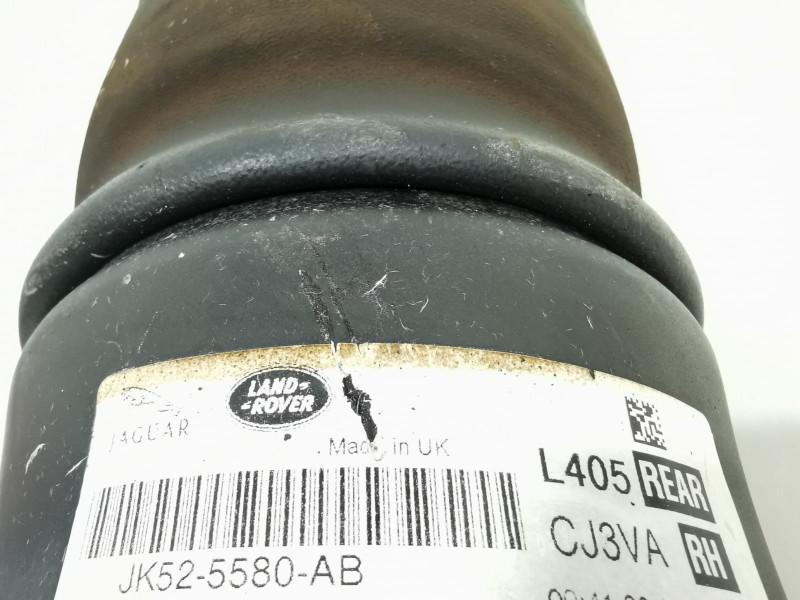 LAND-
-ROVER
JAGUAR
Made in UK
L405 REAR
CJ3VA RH
JK52-5580-AB